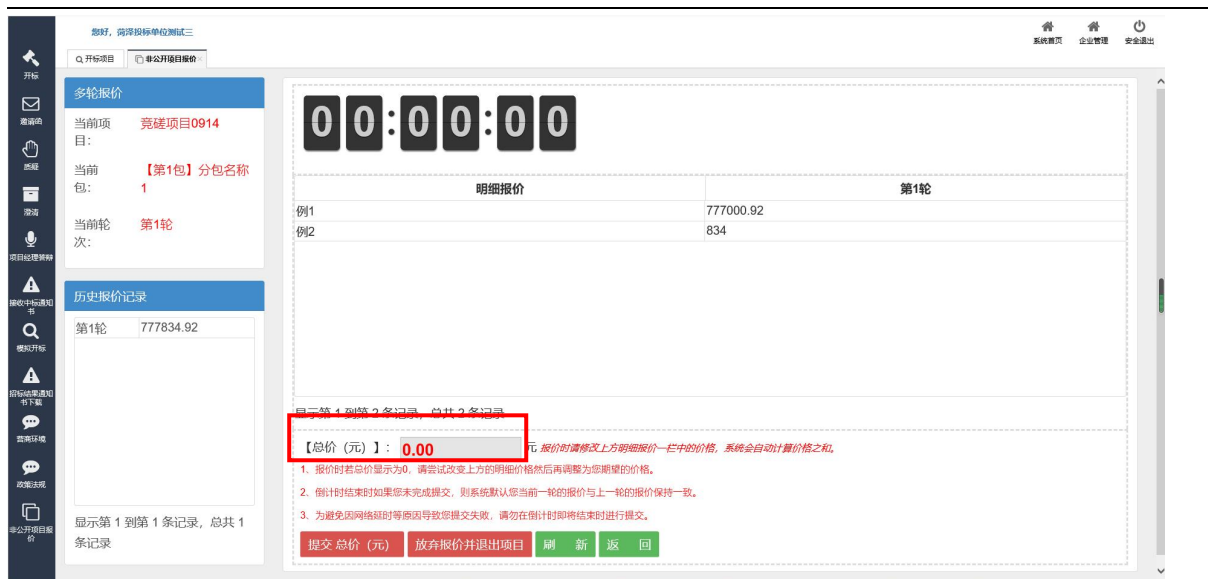 您好，菏泽投标单位测试三
系统首页
企业管理
安全退出
开标项目
非公开项目报价
开标
邀请函
质疑
澄清
项目经理答辩
接收中标通知
书
模拟开标
招标结果通知
书下载
营商环境
政策法规
非公开项目报
价
多轮报价
当前项
目：
竞磋项目0914
当前
包：
【第1包】分包名称
1
当前轮
次：
第1轮
历史报价记录
第1轮 777834.92
显示第 1 到第 1 条记录，总共 1
条记录
00:00:00
明细报价 第1轮
例1 777000.92
例2 834
显示第 1 到第 2 条记录，总共 2 条记录
【总价（元）】： 0.00 元 报价时请修改上方明细报价一栏中的价格，系统会自动计算价格之和。
1、报价时若总价显示为0，请尝试改变上方的明细价格然后再调整为您期望的价格。
2、倒计时结束时如果您未完成提交，则系统默认您当前一轮的报价与上一轮的报价保持一致。
3、为避免因网络延时等原因导致您提交失败，请勿在倒计时即将结束时进行提交。
提交 总价（元） 放弃报价并退出项目 刷 新 返 回